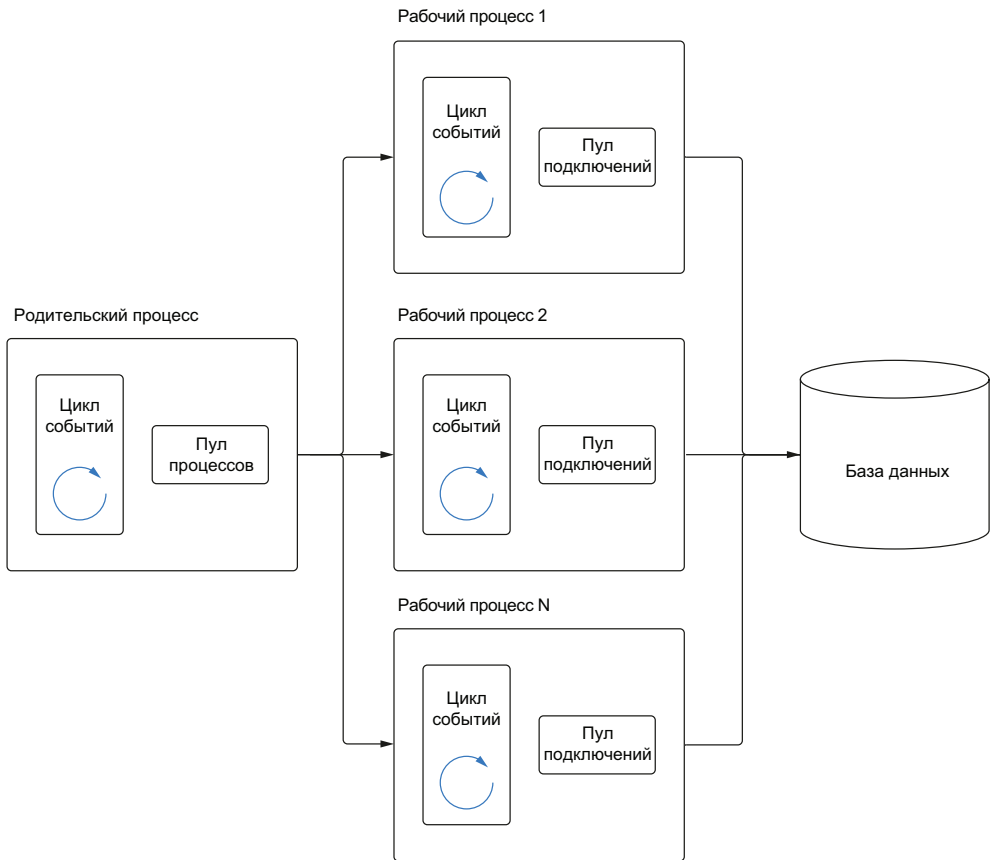 Рабочий процесс 1
Цикл
событий
Пул
подключений
Родительский процесс
Цикл
событий
Пул
процессов
Рабочий процесс 2
Цикл
событий
Пул
подключений
База данных
Рабочий процесс N
Цикл
событий
Пул
подключений